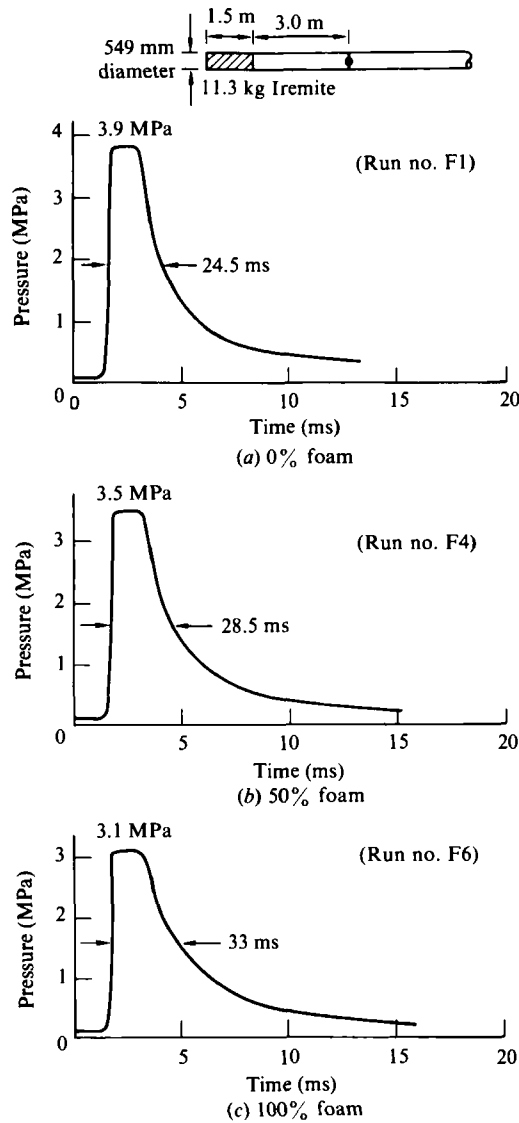 1.5 m
3.0 m
549 mm
diameter
11.3 kg Iremite
3.9 MPa
(Run no. F1)
Pressure (MPa)
4
3
2
1
0
24.5 ms
0 5 10 15 20
Time (ms)
(a) 0% foam
3.5 MPa
(Run no. F4)
Pressure (MPa)
3
2
1
0
28.5 ms
5 10 15 20
Time (ms)
(b) 50% foam
3.1 MPa
(Run no. F6)
Pressure (MPa)
3
2
1
0
33 ms
5 10 15 20
Time (ms)
(c) 100% foam